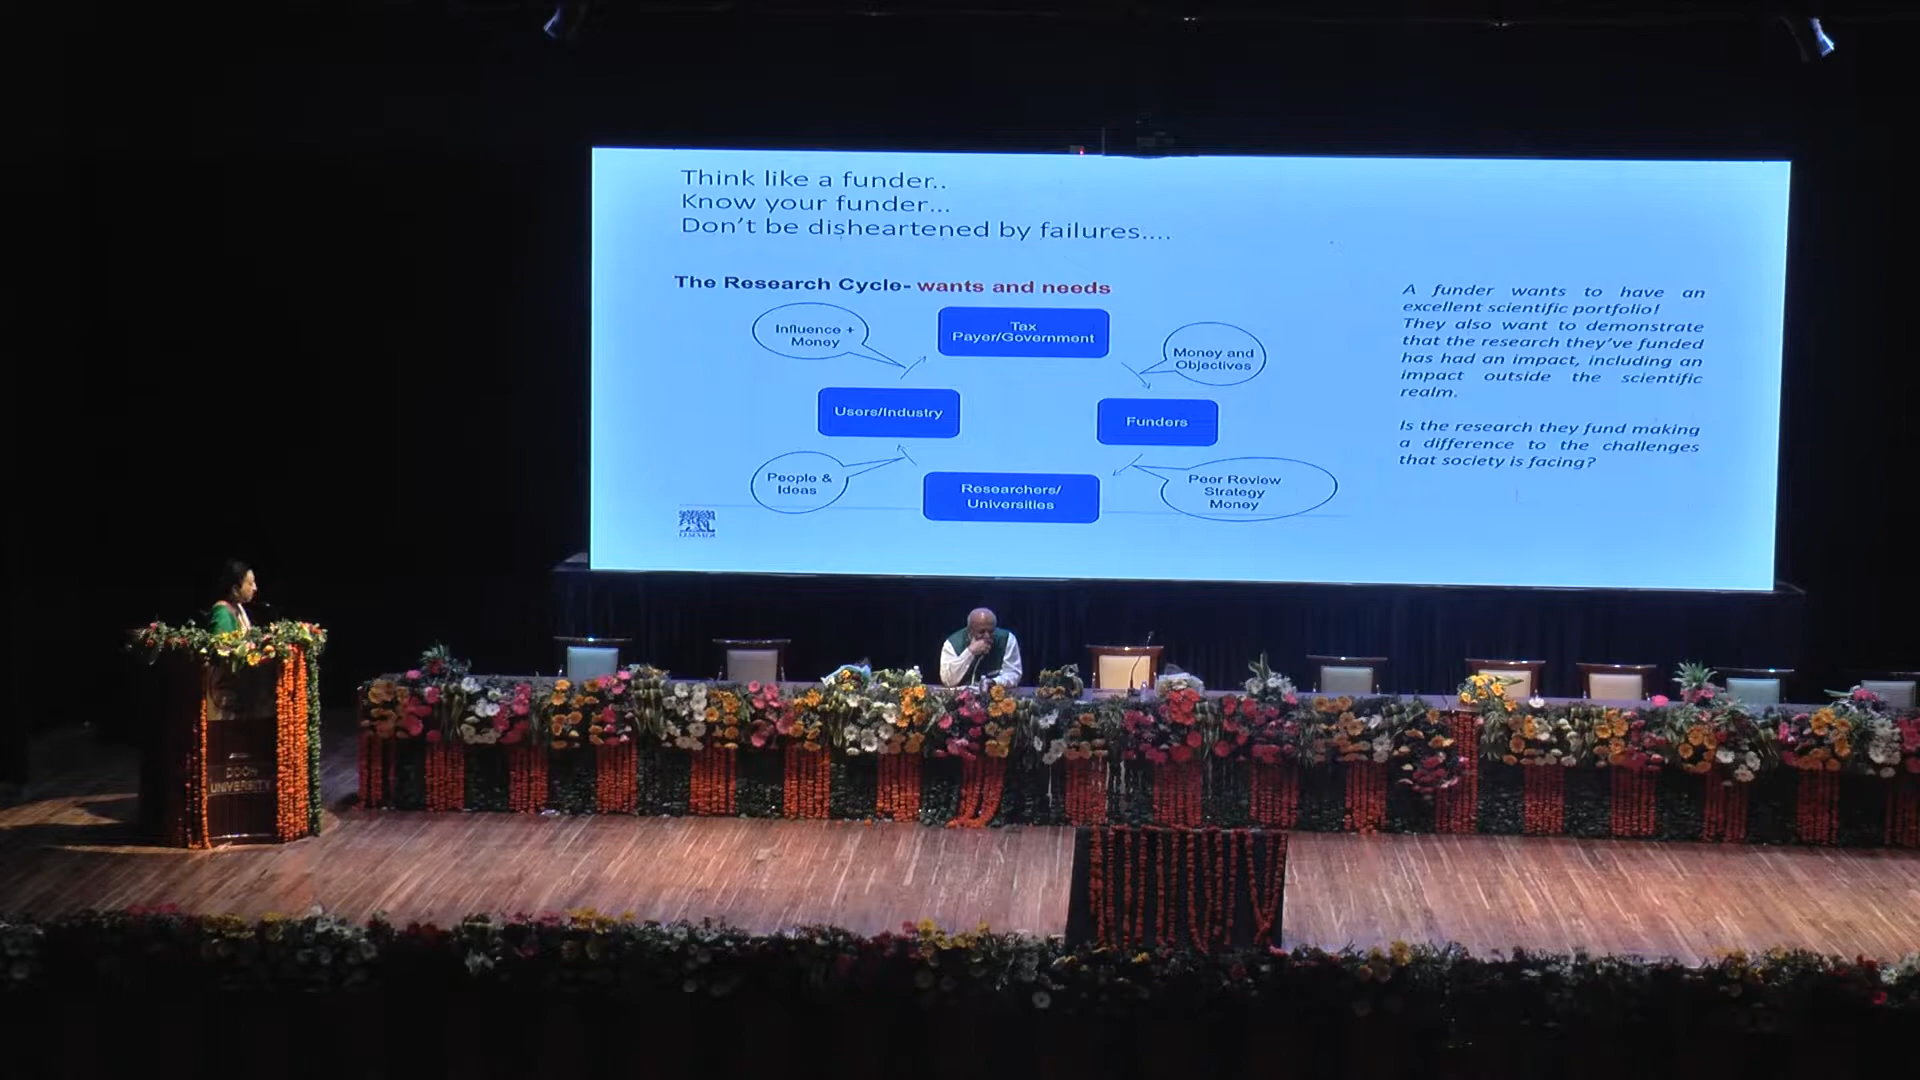 Think like a funder..
Know your funder...
Don't be disheartened by failures....
The Research Cycle- wants and needs
Influence +
Money
Tax
Payer/Government
Money and
Objectives
Users/Industry
Funders
People &
Ideas
Researchers/
Universities
Peer Review
Strategy
Money
A funder wants to have an
excellent scientific portfolio!
They also want to demonstrate
that the research they've funded
has had an impact, including an
impact outside the scientific
realm.
Is the research they fund making
a difference to the challenges
that society is facing?
ELSEVIER
DOON
UNIVERSITY